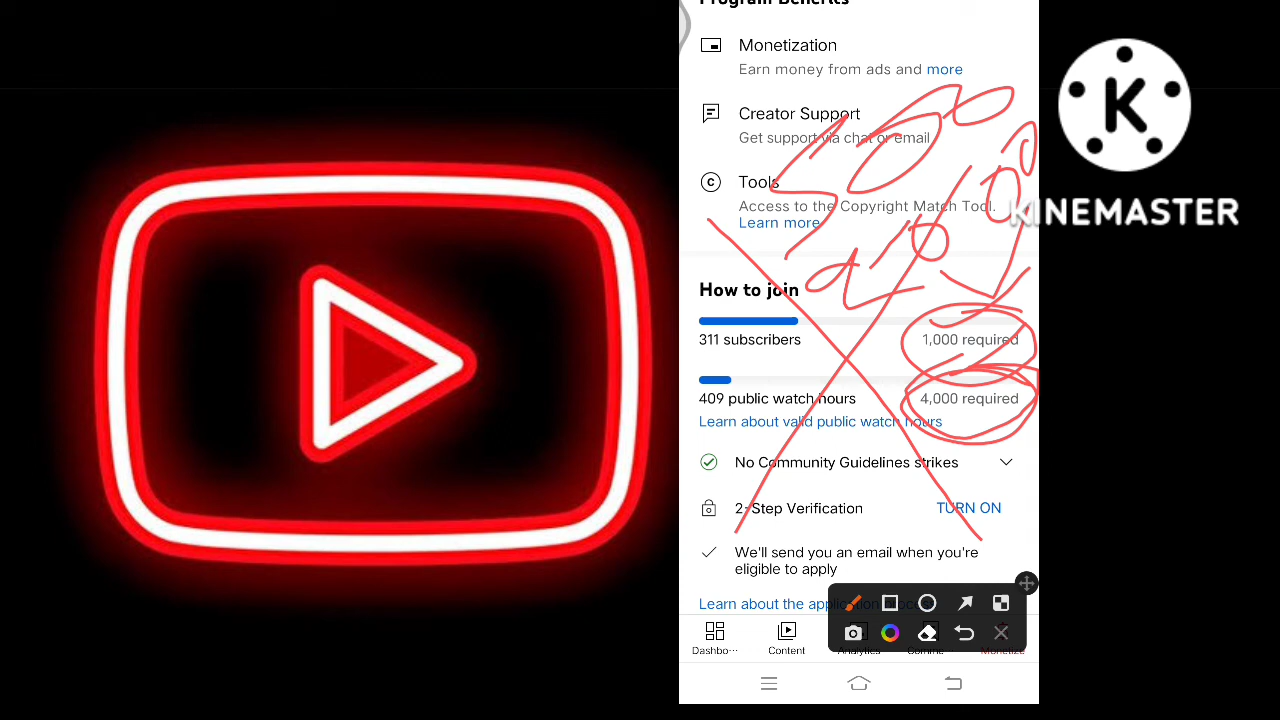 Program Benefits
Monetization
Earn money from ads and more
Creator Support
Get support via chat or email
Tools
Access to the Copyright Match Tool.
Learn more
KINEMASTER
How to join
311 subscribers
1,000 required
409 public watch hours
4,000 required
Learn about valid public watch hours
No Community Guidelines strikes
2-Step Verification
TURN ON
We'll send you an email when you're
eligible to apply
Learn about the application process
Dashbo...
Content
Analytics
Comme...
Monetize